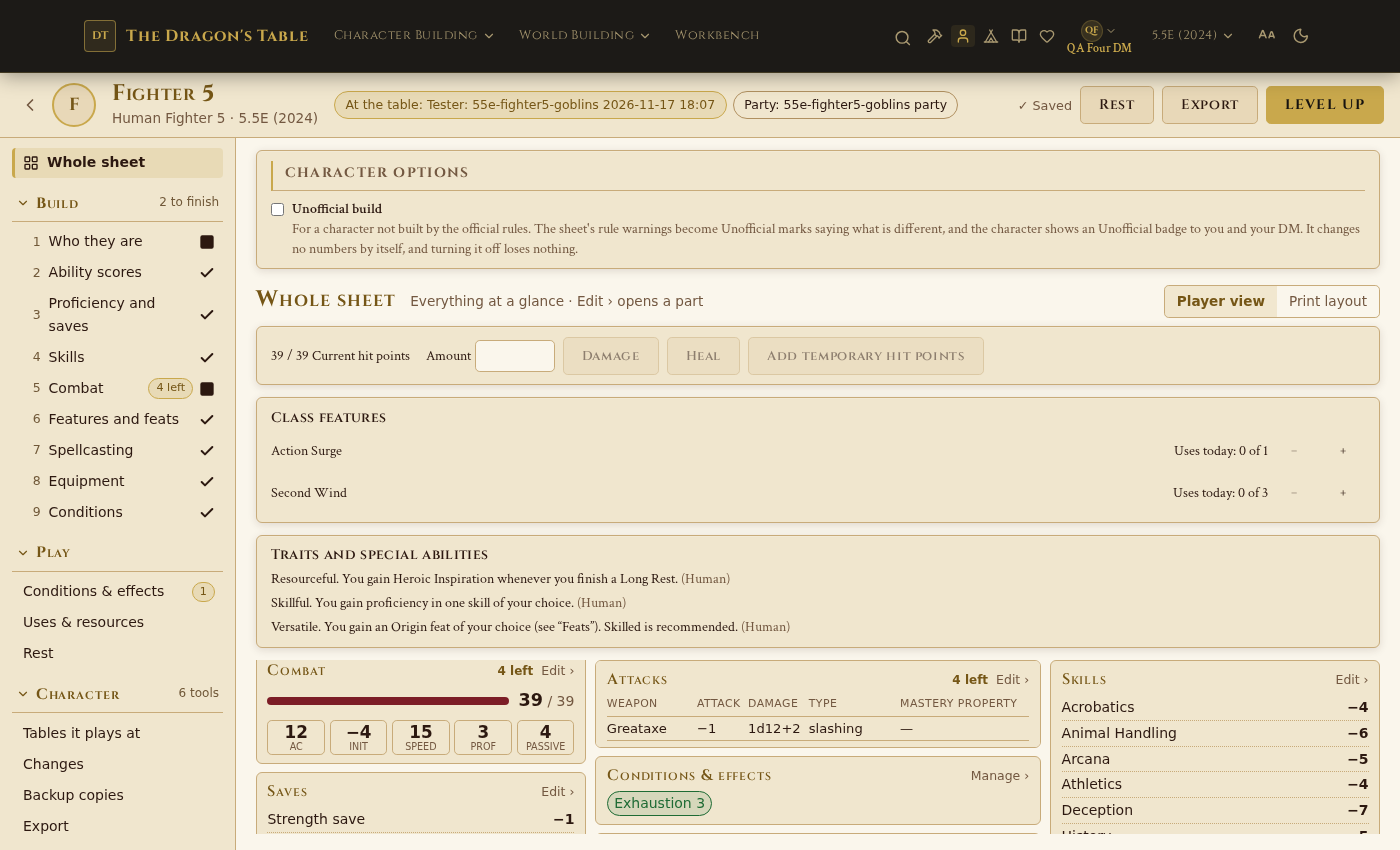 DT The Dragon's Table Character Building World Building Workbench QF QA Four DM 5.5E (2024) AA
F Fighter 5
Human Fighter 5 · 5.5E (2024)
At the table: Tester: 55e-fighter5-goblins 2026-11-17 18:07
Party: 55e-fighter5-goblins party
✓ Saved Rest Export Level Up
Whole sheet
Build 2 to finish
1 Who they are
2 Ability scores
3 Proficiency and saves
4 Skills
5 Combat 4 left
6 Features and feats
7 Spellcasting
8 Equipment
9 Conditions
Play
Conditions & effects 1
Uses & resources
Rest
Character 6 tools
Tables it plays at
Changes
Backup copies
Export
Character Options
Unofficial build
For a character not built by the official rules. The sheet's rule warnings become Unofficial marks saying what is different, and the character shows an Unofficial badge to you and your DM. It changes
no numbers by itself, and turning it off loses nothing.
Whole sheet Everything at a glance · Edit › opens a part Player view Print layout
39 / 39 Current hit points Amount Damage Heal Add temporary hit points
Class features
Action Surge Uses today: 0 of 1 − +
Second Wind Uses today: 0 of 3 − +
Traits and special abilities
Resourceful. You gain Heroic Inspiration whenever you finish a Long Rest. (Human)
Skillful. You gain proficiency in one skill of your choice. (Human)
Versatile. You gain an Origin feat of your choice (see “Feats”). Skilled is recommended. (Human)
Combat 4 left Edit ›
39 / 39
12 −4 15 3 4
AC INIT SPEED PROF PASSIVE
Saves Edit ›
Strength save −1
Attacks 4 left Edit ›
WEAPON ATTACK DAMAGE TYPE MASTERY PROPERTY
Greataxe −1 1d12+2 slashing —
Conditions & effects Manage ›
Exhaustion 3
Skills Edit ›
Acrobatics −4
Animal Handling −6
Arcana −5
Athletics −4
Deception −7